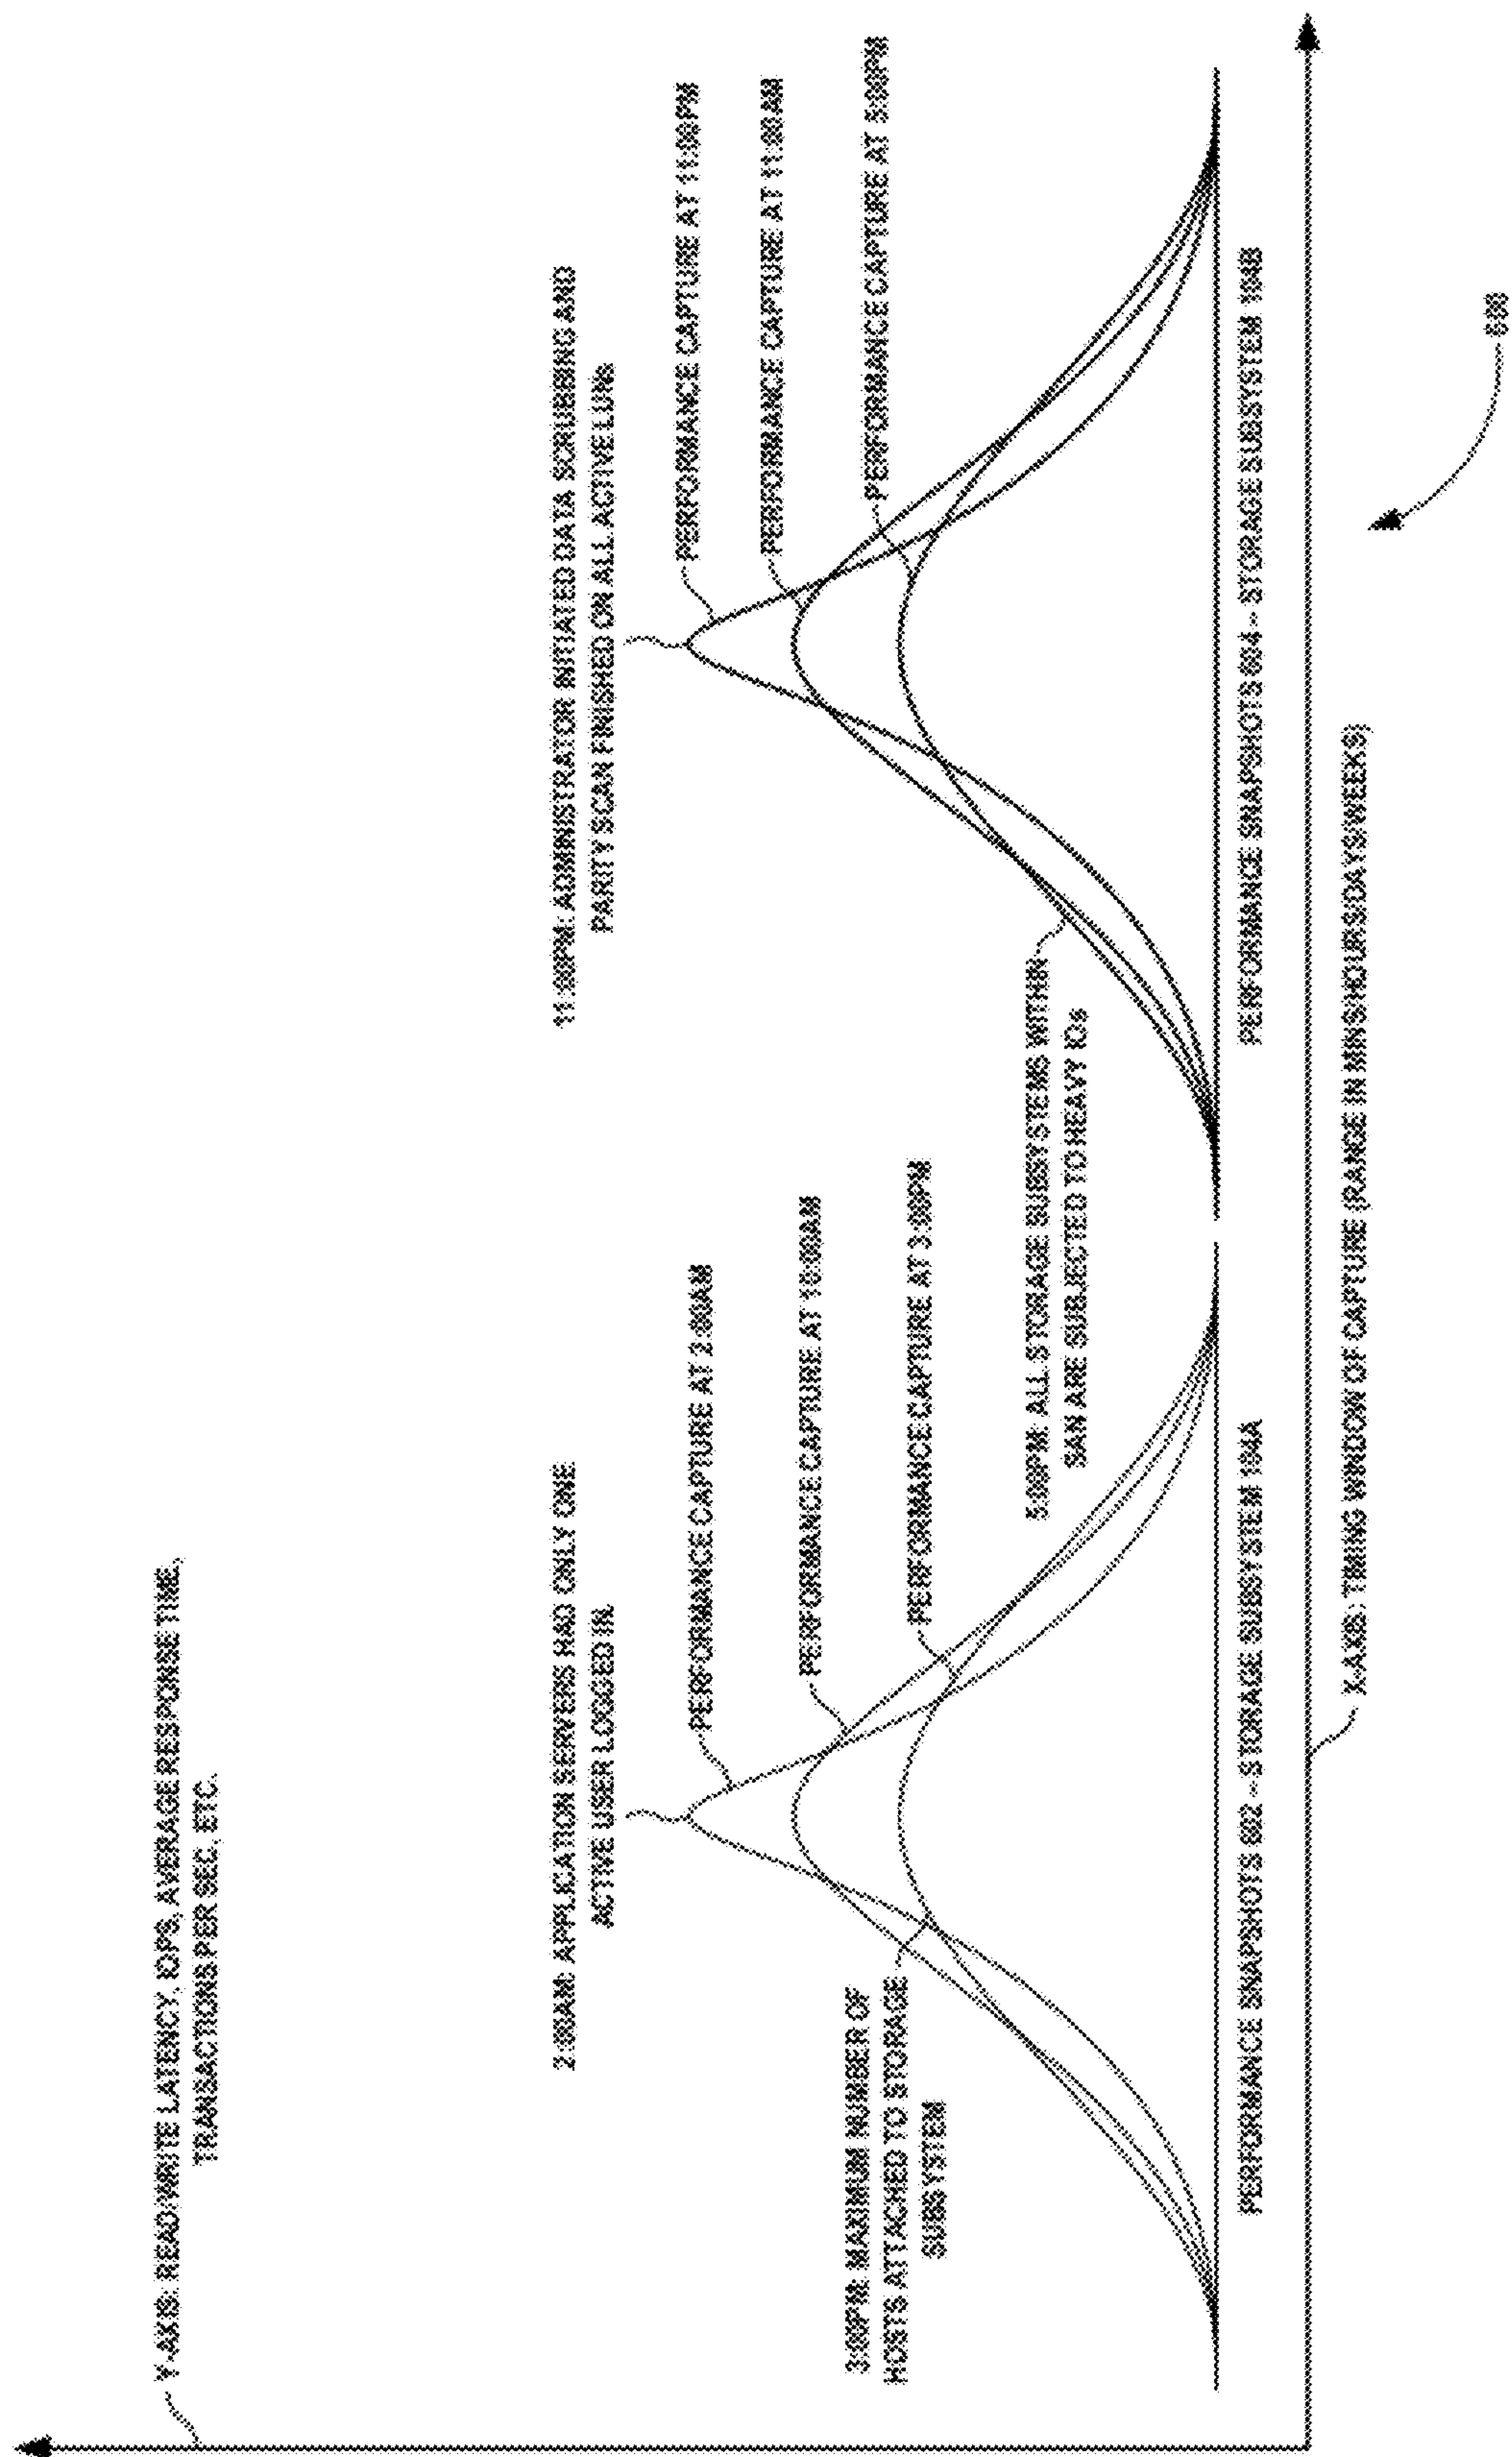 Y-AXIS: READ/WRITE LATENCY, IOPS, AVERAGE RESPONSE TIME,
TRANSACTIONS PER SEC, ETC.
2:00AM: APPLICATION SERVERS HAD ONLY ONE
ACTIVE USER LOGGED IN.
PERFORMANCE CAPTURE AT 2:00AM
PERFORMANCE CAPTURE AT 10:00AM
PERFORMANCE CAPTURE AT 3:00PM
3:00PM: MAXIMUM NUMBER OF
HOSTS ATTACHED TO STORAGE
SUBSYSTEM
PERFORMANCE SNAPSHOTS 602 - STORAGE SUBSYSTEM 104A
11:00PM: ADMINISTRATOR INITIATED DATA SCRUBBING AND
PARITY SCAN FINISHED ON ALL ACTIVE LUNs
PERFORMANCE CAPTURE AT 11:00PM
PERFORMANCE CAPTURE AT 11:00AM
PERFORMANCE CAPTURE AT 5:00PM
5:00PM: ALL STORAGE SUBSYSTEMS WITHIN
SAN ARE SUBJECTED TO HEAVY IOs
PERFORMANCE SNAPSHOTS 604 - STORAGE SUBSYSTEM 104B
X-AXIS: TIMING WINDOW OF CAPTURE (RANGE IN MINS/HOURS/DAYS/WEEKS)